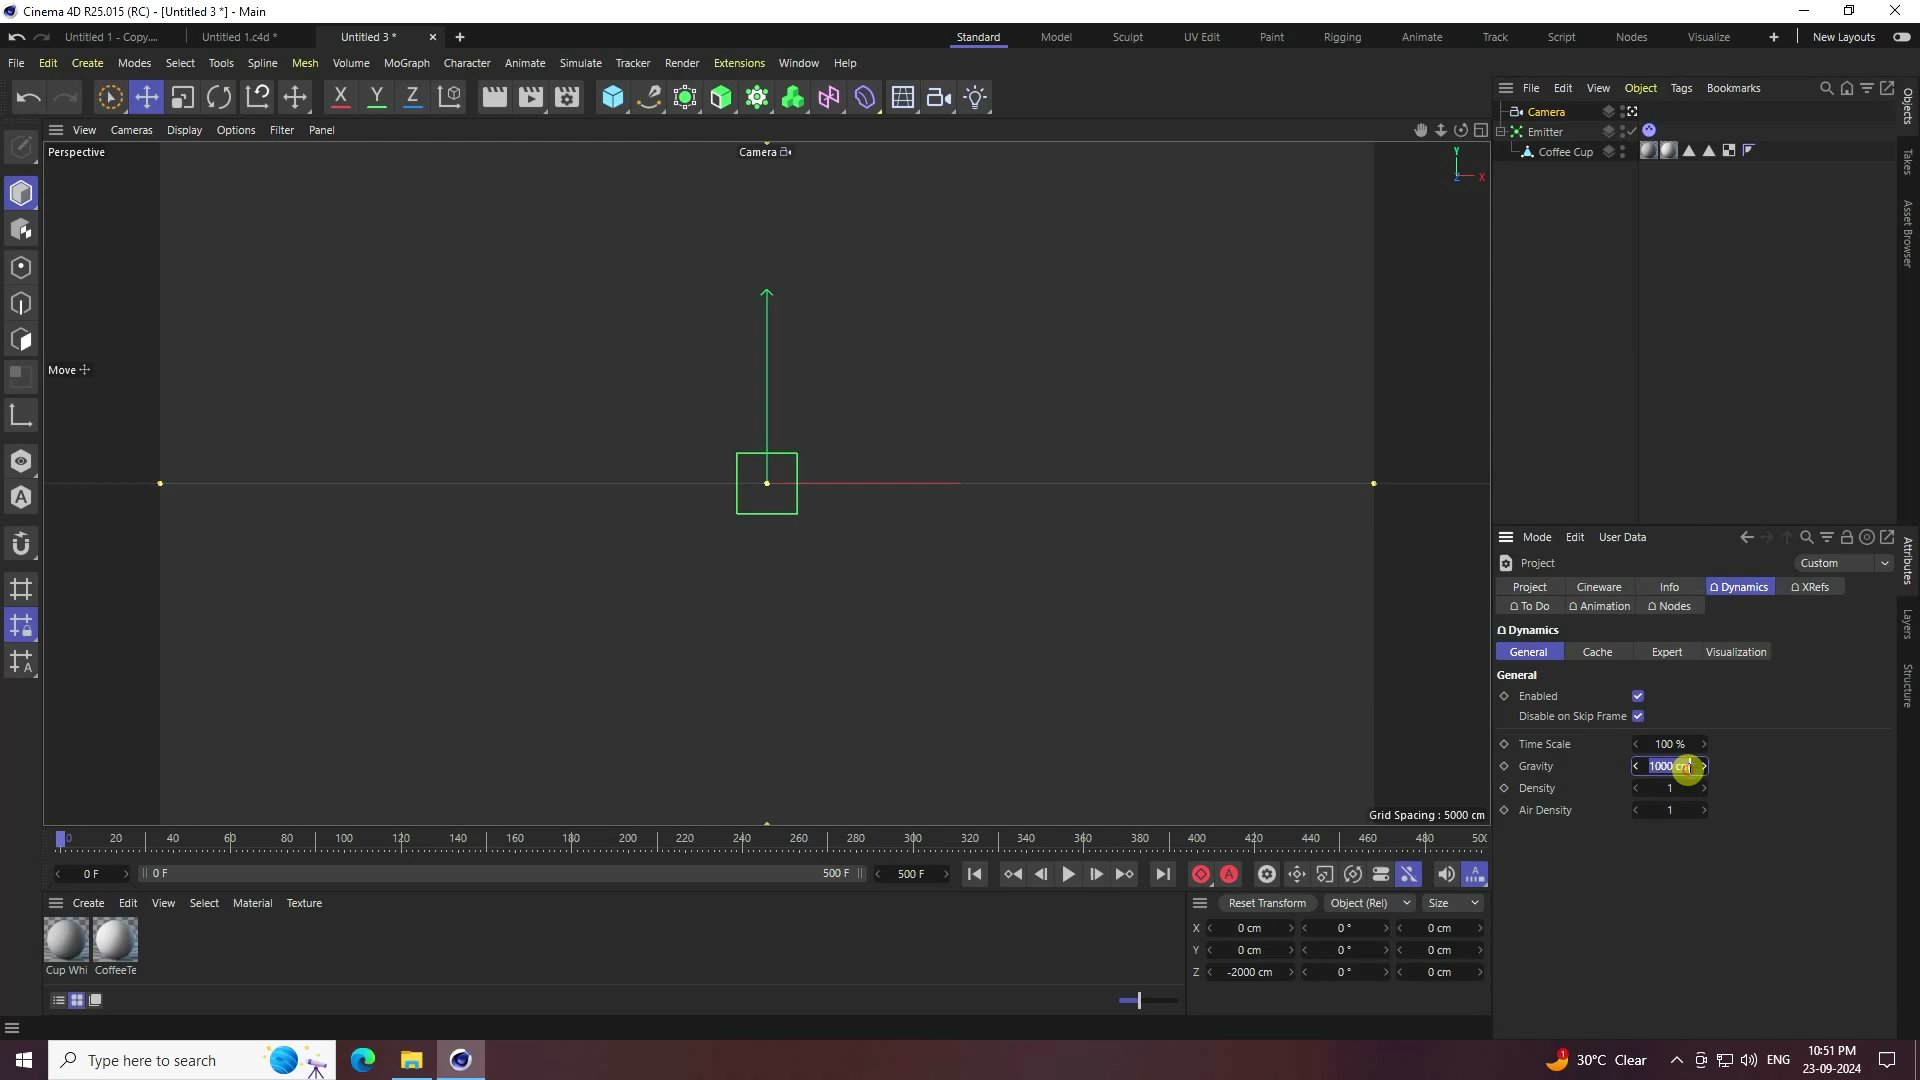 Cinema 4D R25.015 (RC) - [Untitled 3 *] - Main
Untitled 1 - Copy.... Untitled 1.c4d * Untitled 3 * Standard Model Sculpt UV Edit Paint Rigging Animate Track Script Nodes Visualize New Layouts
File Edit Create Modes Select Tools Spline Mesh Volume MoGraph Character Animate Simulate Tracker Render Extensions Window Help
X Y Z
File Edit View Object Tags Bookmarks
View Cameras Display Options Filter Panel
Perspective
Camera
Y
X
Z
Move
Grid Spacing : 5000 cm
Camera
Emitter
Coffee Cup
Objects
Takes
Asset Browser
Mode Edit User Data
Project Custom
Project Cineware Info Dynamics XRefs
To Do Animation Nodes
Dynamics
General Cache Expert Visualization
General
Enabled
Disable on Skip Frame
Time Scale 100 %
Gravity 1000 cm
Density 1
Air Density 1
Attributes
Layers
Structure
0 20 40 60 80 100 120 140 160 180 200 220 240 260 280 300 320 340 360 380 400 420 440 460 480 500
0 F 0 F 500 F 500 F
Create Edit View Select Material Texture
Cup Whi CoffeeTe
Reset Transform Object (Rel) Size
X 0 cm 0 ° 0 cm
Y 0 cm 0 ° 0 cm
Z -2000 cm 0 ° 0 cm
Type here to search
1 30°C Clear ENG 10:51 PM
23-09-2024